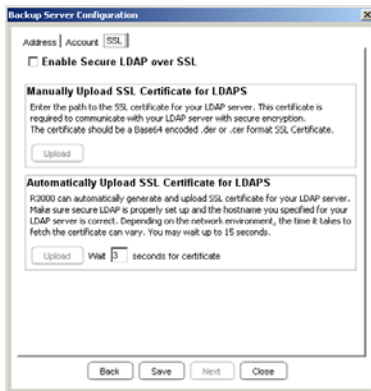 Backup Server Configuration
Address Account SSL
Enable Secure LDAP over SSL
Manually Upload SSL Certificate for LDAPS
Enter the path to the SSL certificate for your LDAP server. This certificate is
required to communicate with your LDAP server with secure encryption.
The certificate should be a Base64 encoded .der or .cer format SSL Certificate.
Upload
Automatically Upload SSL Certificate for LDAPS
R3000 can automatically generate and upload SSL certificate for your LDAP server.
Make sure secure LDAP is properly set up and the hostname you specified for your
LDAP server is correct. Depending on the network environment, the time it takes to
fetch the certificate can vary. You may wait up to 15 seconds.
Upload Wait 3 seconds for certificate
Back Save Next Close